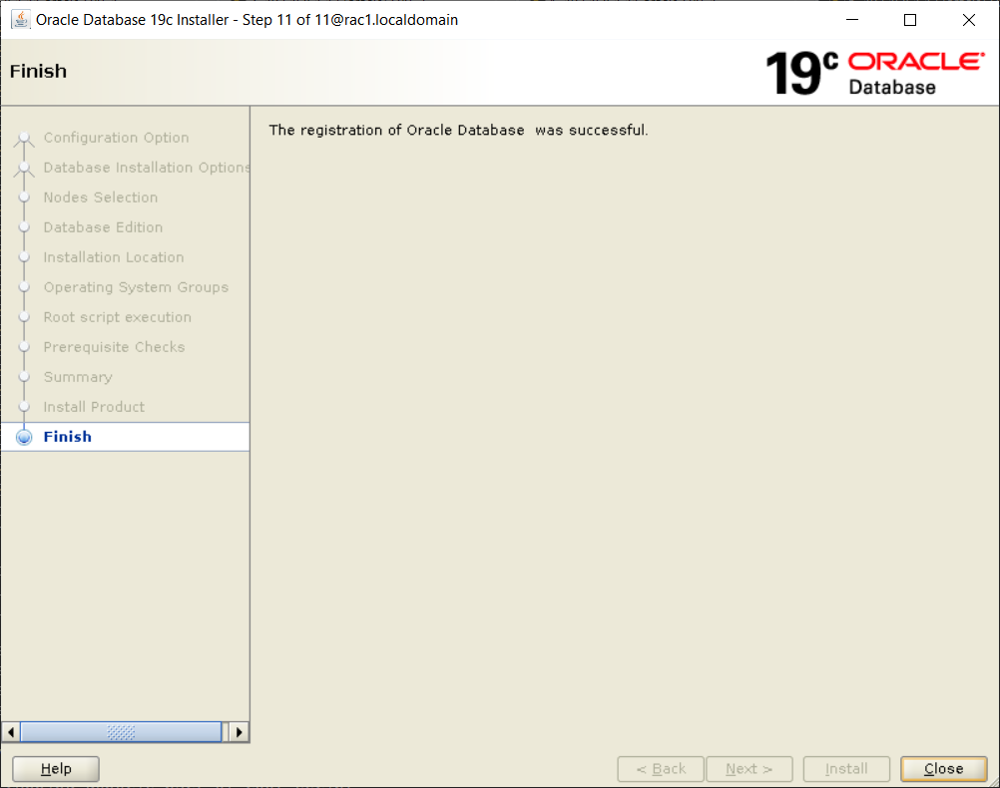 Oracle Database 19c Installer - Step 11 of 11@rac1.localdomain
Finish
19c ORACLE
Database
Configuration Option
Database Installation Options
Nodes Selection
Database Edition
Installation Location
Operating System Groups
Root script execution
Prerequisite Checks
Summary
Install Product
Finish
The registration of Oracle Database  was successful.
Help
< Back
Next >
Install
Close